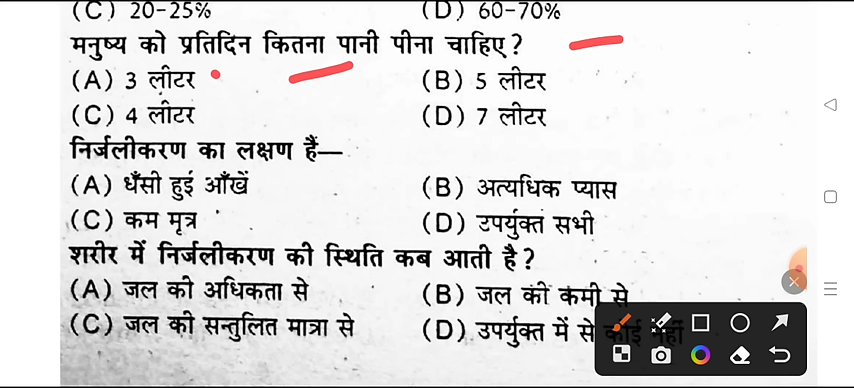 (C) 20-25% (D) 60-70%
मनुष्य को प्रतिदिन कितना पानी पीना चाहिए?
(A) 3 लीटर (B) 5 लीटर
(C) 4 लीटर (D) 7 लीटर
निर्जलीकरण का लक्षण हैं—
(A) धँसी हुई आँखें (B) अत्यधिक प्यास
(C) कम मूत्र (D) उपर्युक्त सभी
शरीर में निर्जलीकरण की स्थिति कब आती है?
(A) जल की अधिकता से (B) जल की कमी से
(C) जल की सन्तुलित मात्रा से (D) उपर्युक्त में से कोई नहीं